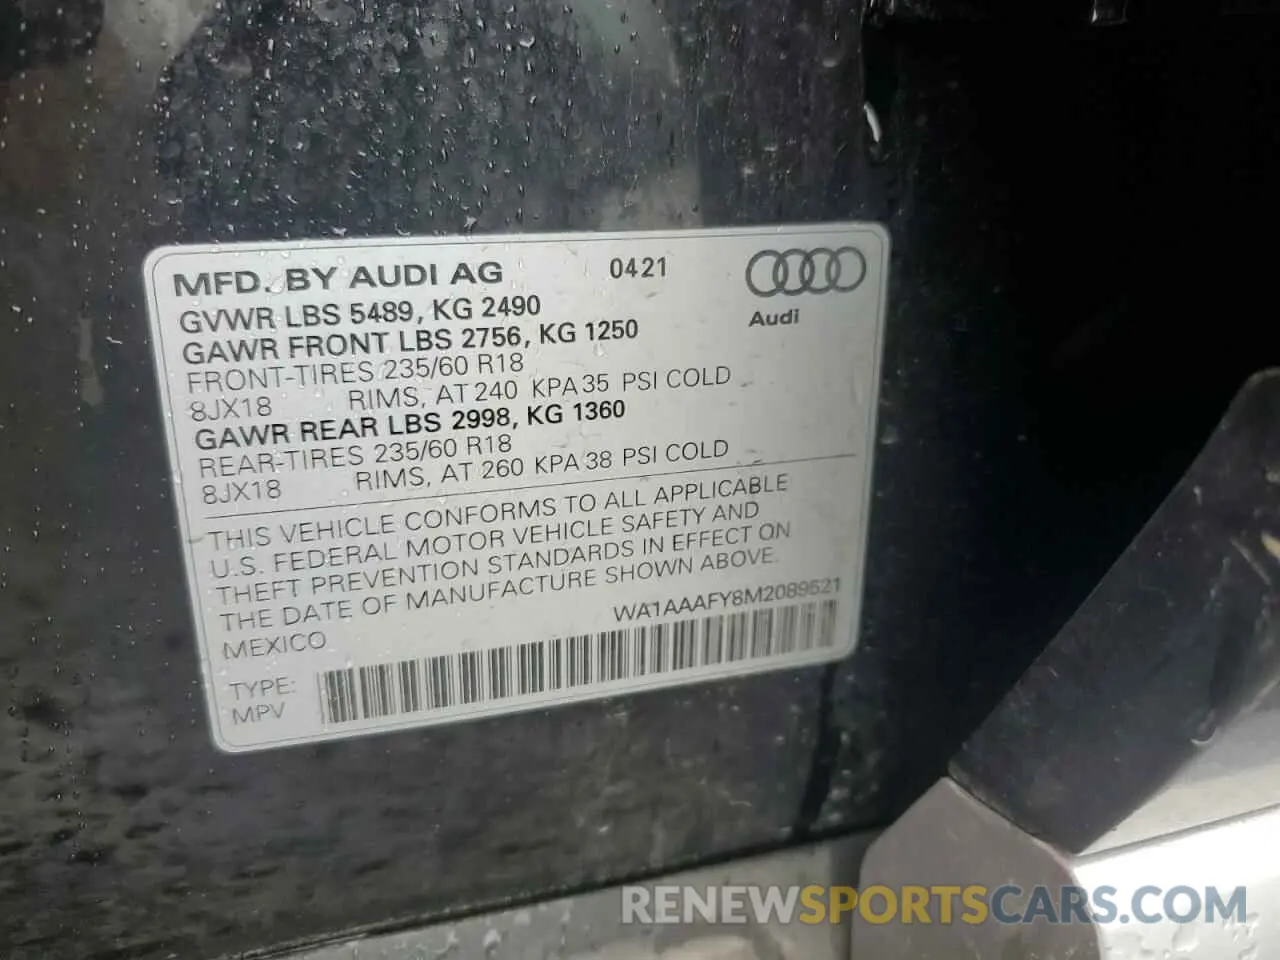 MFD. BY AUDI AG 0421
Audi
GVWR LBS 5489, KG 2490
GAWR FRONT LBS 2756, KG 1250
FRONT-TIRES 235/60 R18
8JX18 RIMS, AT 240 KPA 35 PSI COLD
GAWR REAR LBS 2998, KG 1360
REAR-TIRES 235/60 R18
8JX18 RIMS, AT 260 KPA 38 PSI COLD
THIS VEHICLE CONFORMS TO ALL APPLICABLE
U.S. FEDERAL MOTOR VEHICLE SAFETY AND
THEFT PREVENTION STANDARDS IN EFFECT ON
THE DATE OF MANUFACTURE SHOWN ABOVE.
MEXICO WA1AAAFY8M2089521
TYPE:
MPV
RENEWSPORTSCARS.COM